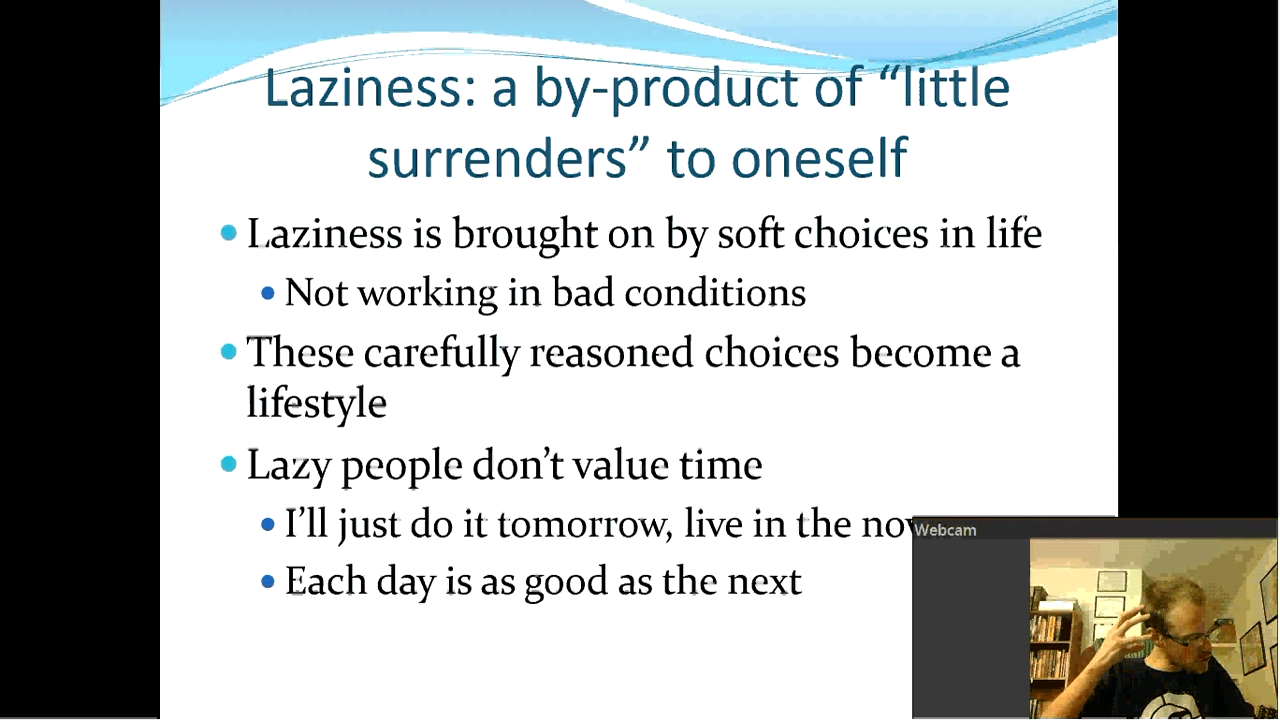 Laziness: a by-product of “little
surrenders” to oneself
• Laziness is brought on by soft choices in life
• Not working in bad conditions
• These carefully reasoned choices become a
lifestyle
• Lazy people don’t value time
• I’ll just do it tomorrow, live in the
• Each day is as good as the next
Webcam